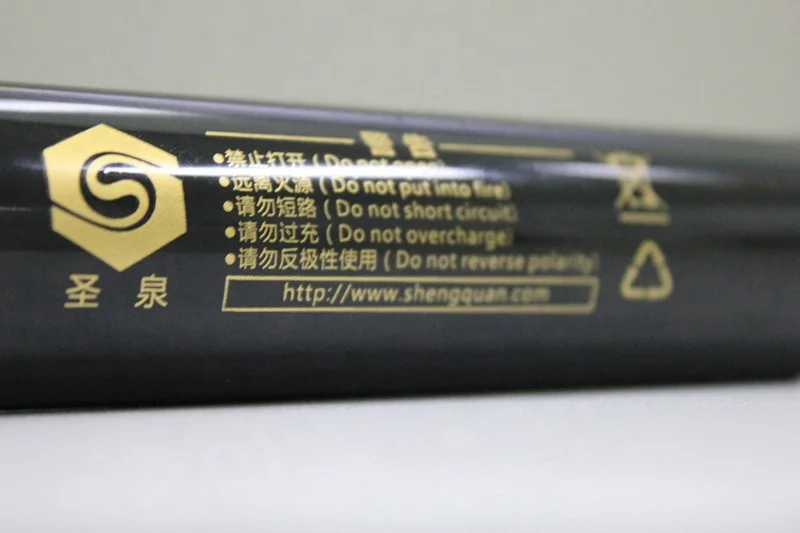 警告
•禁止打开 ( Do not open)
•远离火源 ( Do not put into fire)
•请勿短路 ( Do not short circuit)
•请勿过充 ( Do not overcharge)
•请勿反极性使用 ( Do not reverse polarity)
http://www.shengquan.com
圣泉